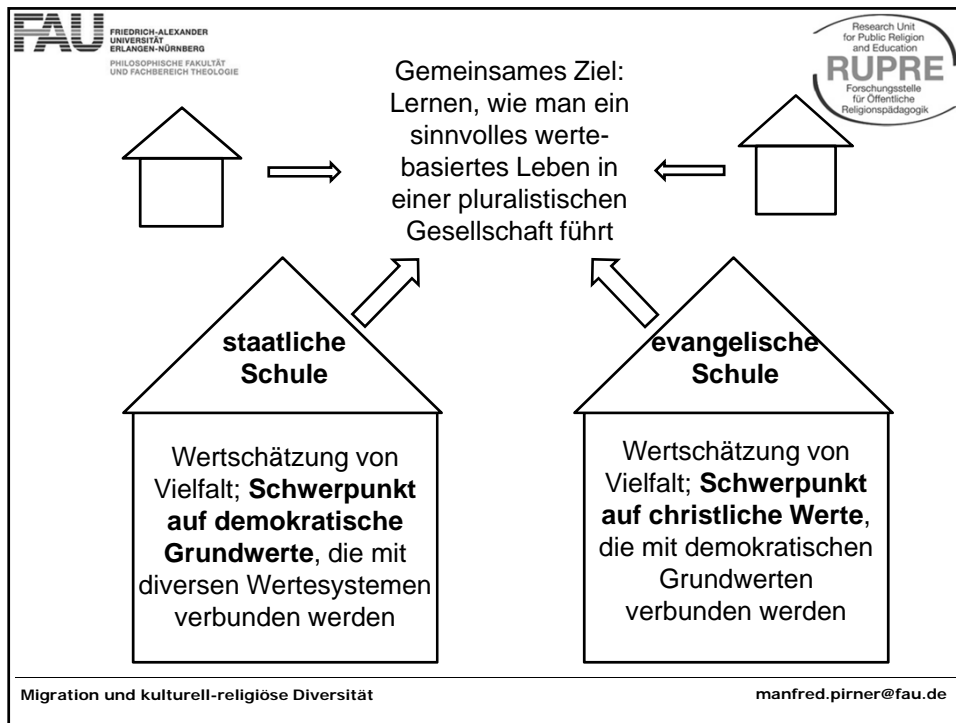 FAU
FRIEDRICH-ALEXANDER
UNIVERSITÄT
ERLANGEN-NÜRNBERG
PHILOSOPHISCHE FAKULTÄT
UND FACHBEREICH THEOLOGIE
Research Unit
for Public Religion
and Education
RUPRE
Forschungsstelle
für Öffentliche
Religionspädagogik
Gemeinsames Ziel:
Lernen, wie man ein
sinnvolles werte-
basiertes Leben in
einer pluralistischen
Gesellschaft führt
staatliche
Schule
Wertschätzung von
Vielfalt; Schwerpunkt
auf demokratische
Grundwerte, die mit
diversen Wertesystemen
verbunden werden
evangelische
Schule
Wertschätzung von
Vielfalt; Schwerpunkt
auf christliche Werte,
die mit demokratischen
Grundwerten
verbunden werden
Migration und kulturell-religiöse Diversität
manfred.pirner@fau.de